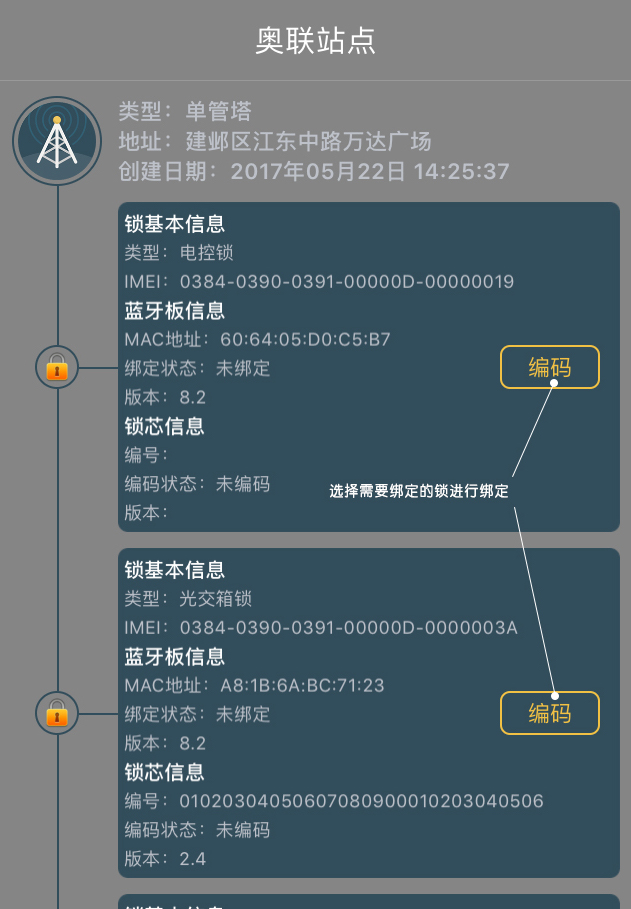 奥联站点
类型：单管塔
地址：建邺区江东中路万达广场
创建日期：2017年05月22日 14:25:37
锁基本信息
类型：电控锁
IMEI：0384-0390-0391-00000D-00000019
蓝牙板信息
MAC地址：60:64:05:D0:C5:B7
绑定状态：未绑定
编码
版本：8.2
锁芯信息
编号：
编码状态：未编码
选择需要绑定的锁进行绑定
版本：
锁基本信息
类型：光交箱锁
IMEI：0384-0390-0391-00000D-0000003A
蓝牙板信息
MAC地址：A8:1B:6A:BC:71:23
绑定状态：未绑定
编码
版本：8.2
锁芯信息
编号：01020304050607080900010203040506
编码状态：未编码
版本：2.4